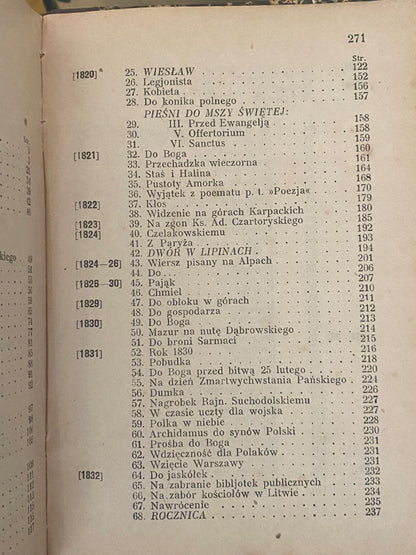 271
Str.
[1820] 25. WIESŁAW . . . . . . . . . . . 122
26. Legjonista . . . . . . . . . . . 152
27. Kobieta . . . . . . . . . . . 156
28. Do konika polnego . . . . . . . . 157
PIEŚNI DO MSZY ŚWIĘTEJ:
29. III. Przed Ewangelją . . . . . . 158
30. V. Offertorium . . . . . . . 158
31. VI. Sanctus . . . . . . . . 159
[1821] 32. Do Boga . . . . . . . . . . . 160
33. Przechadzka wieczorna . . . . . . 161
34. Staś i Halina . . . . . . . . . 164
35. Pustoty Amorka . . . . . . . . 168
36. Wyjątek z poematu p. t. »Poezja« . . . 170
[1822] 37. Kłos . . . . . . . . . . . 179
38. Widzenie na górach Karpackich . . . . 180
[1823] 39. Na zgon Ks. Ad. Czartoryskiego . . . . 185
[1824] 40. Czelakowskiemu . . . . . . . . 192
41. Z Paryża . . . . . . . . . . 193
42. DWÓR W LIPINACH . . . . . . . 194
[1824—26] 43. Wiersz pisany na Alpach . . . . . . 201
44. Do... . . . . . . . . . . . 206
[1826—30] 45. Pająk . . . . . . . . . . . 207
46. Chmiel . . . . . . . . . . . 210
[1829] 47. Do obłoku w górach . . . . . . . 211
48. Do gospodarza . . . . . . . . 212
[1830] 49. Do Boga . . . . . . . . . . 213
50. Mazur na nutę Dąbrowskiego . . . . . 214
51. Do broni Sarmaci . . . . . . . . 215
[1831] 52. Rok 1830 . . . . . . . . . . 216
53. Pobudka . . . . . . . . . . 218
54. Do Boga przed bitwą 25 lutego . . . . 220
55. Na dzień Zmartwychwstania Pańskiego . . 224
56. Dumka . . . . . . . . . . . 226
57. Nagrobek Rajn. Suchodolskiemu . . . . 227
58. W czasie uczty dla wojska . . . . . 228
59. Polka w niebie . . . . . . . . 229
60. Archidamus do synów Polski . . . . . 230
61. Prośba do Boga . . . . . . . . 231
62. Wdzięczność dla Polaków . . . . . . 231
63. Wzięcie Warszawy . . . . . . . . 231
[1832] 64. Do jaskółek . . . . . . . . . 232
65. Po zabranie bibljotek publicznych . . . 233
66. Na zabór kościołów w Litwie . . . . . 234
67. Nawrócenie . . . . . . . . . 235
68. ROCZNICA . . . . . . . . . . 237